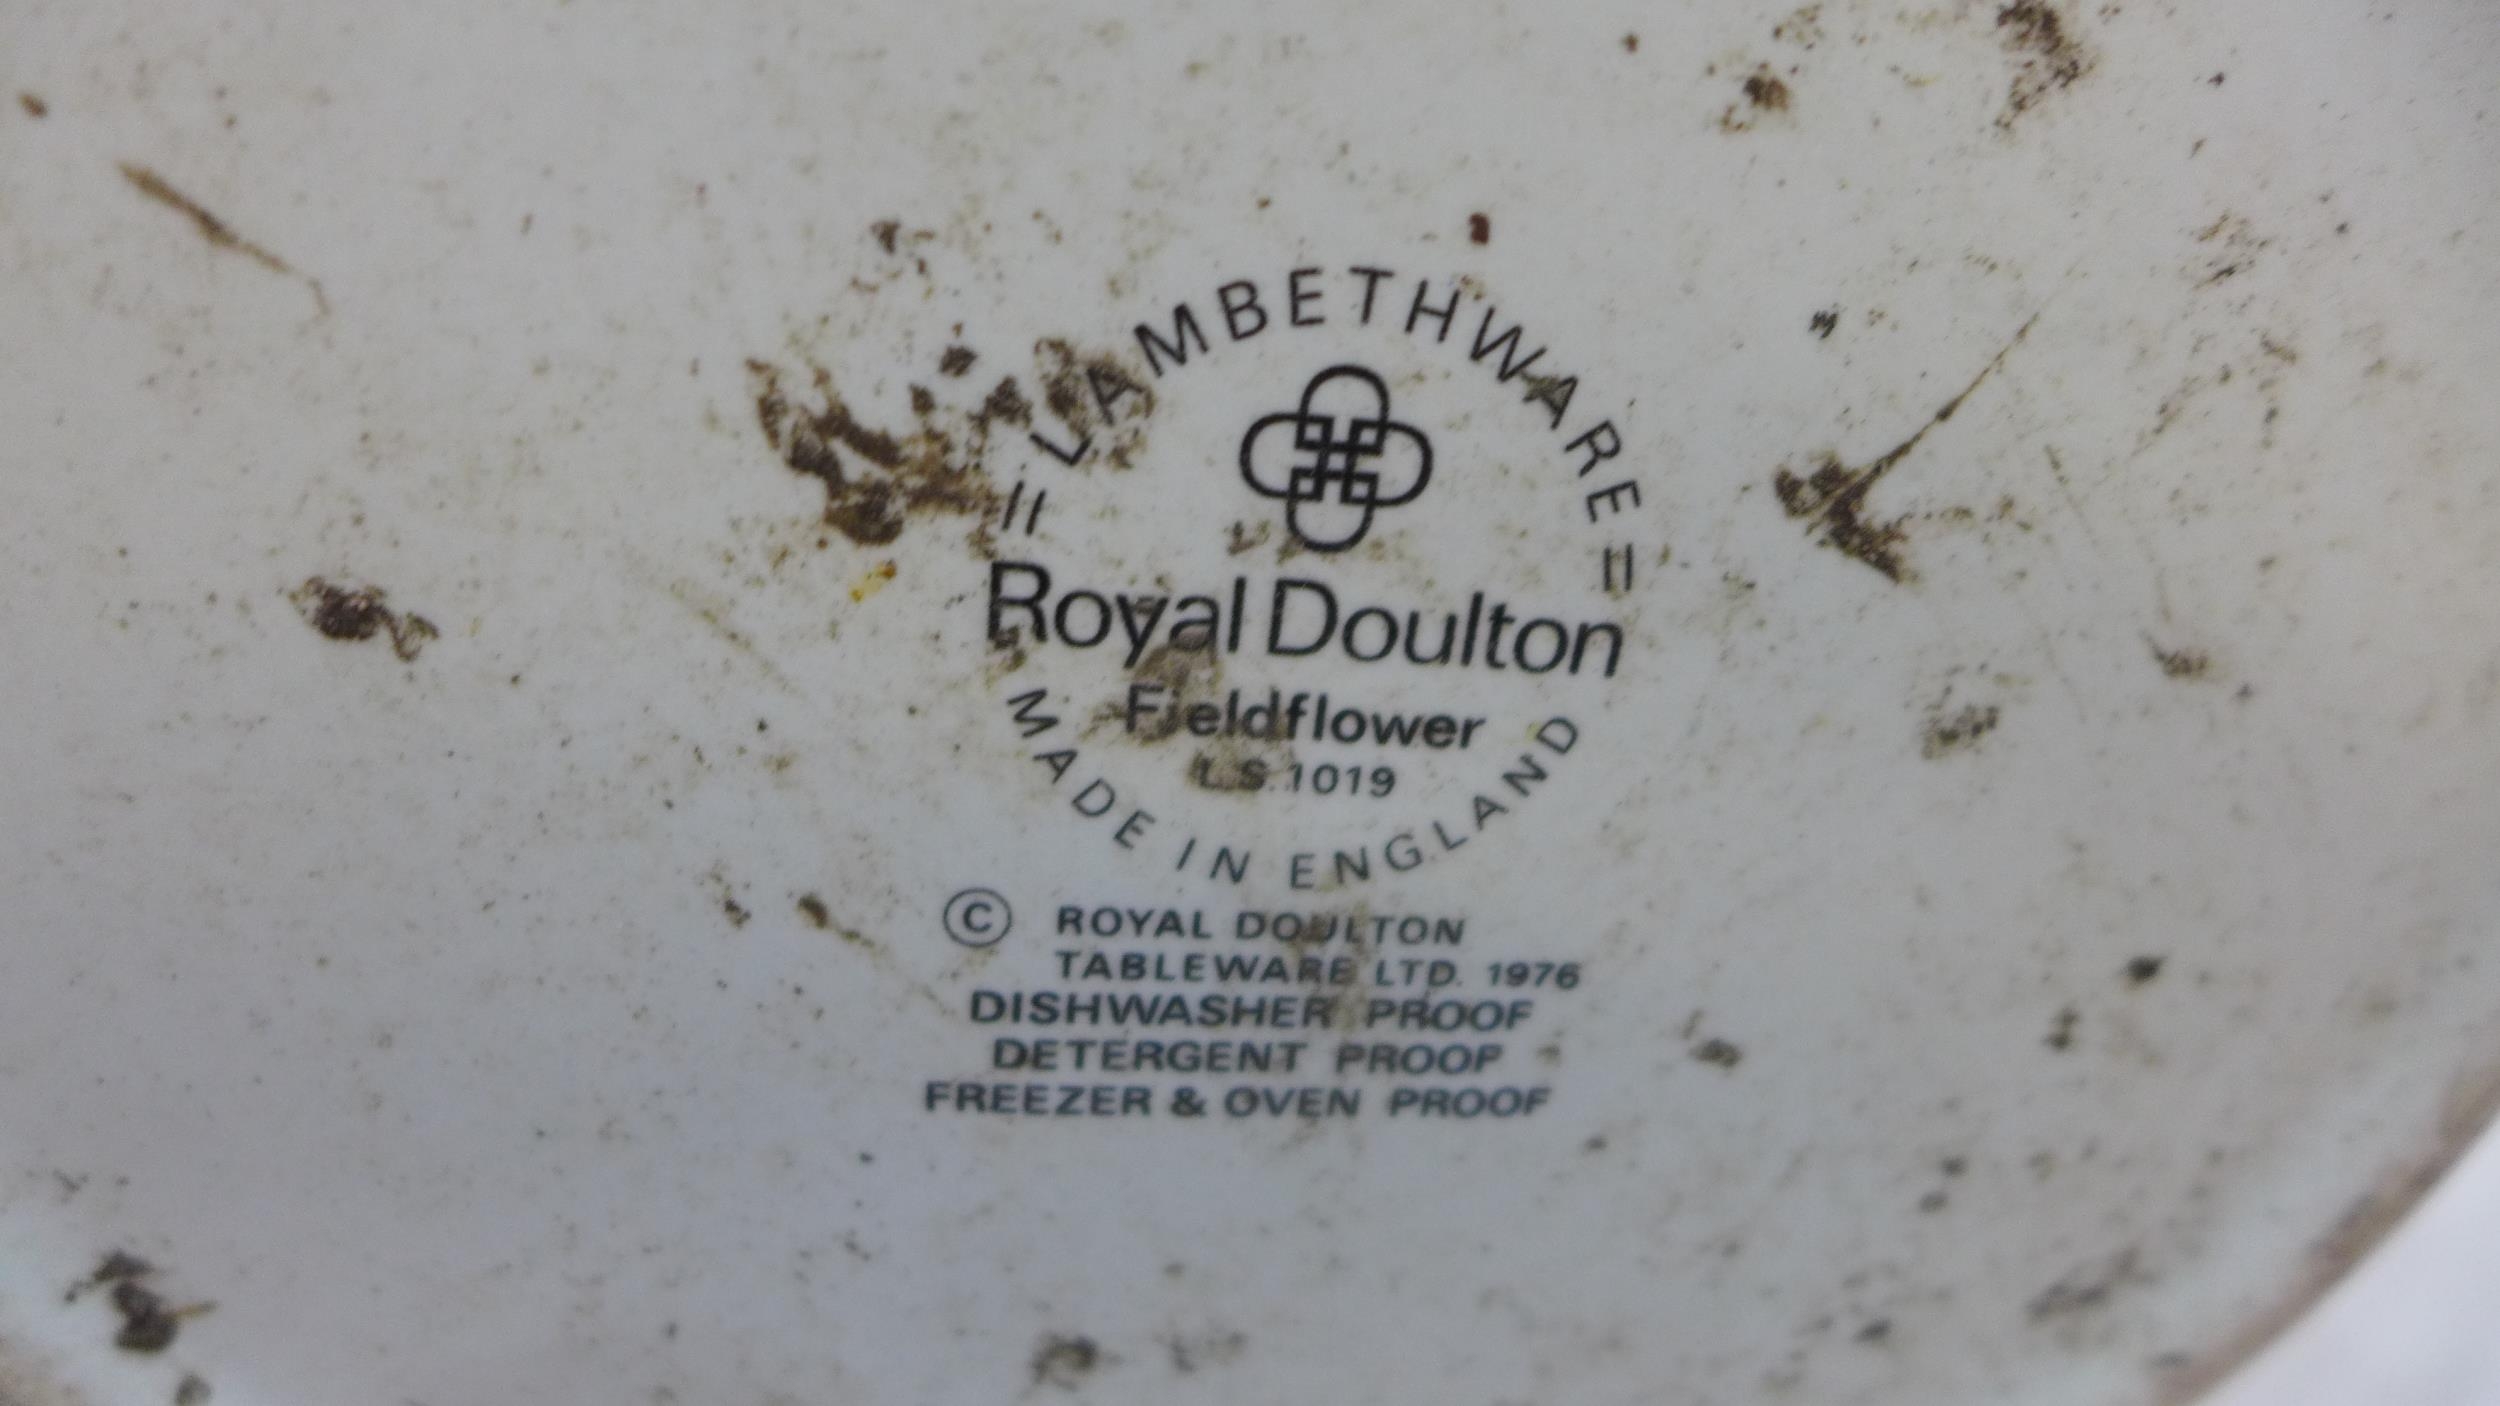 LAMBETHWARE
Royal Doulton
Fieldflower
L.S. 1019
MADE IN ENGLAND
© ROYAL DOULTON
TABLEWARE LTD. 1976
DISHWASHER PROOF
DETERGENT PROOF
FREEZER & OVEN PROOF